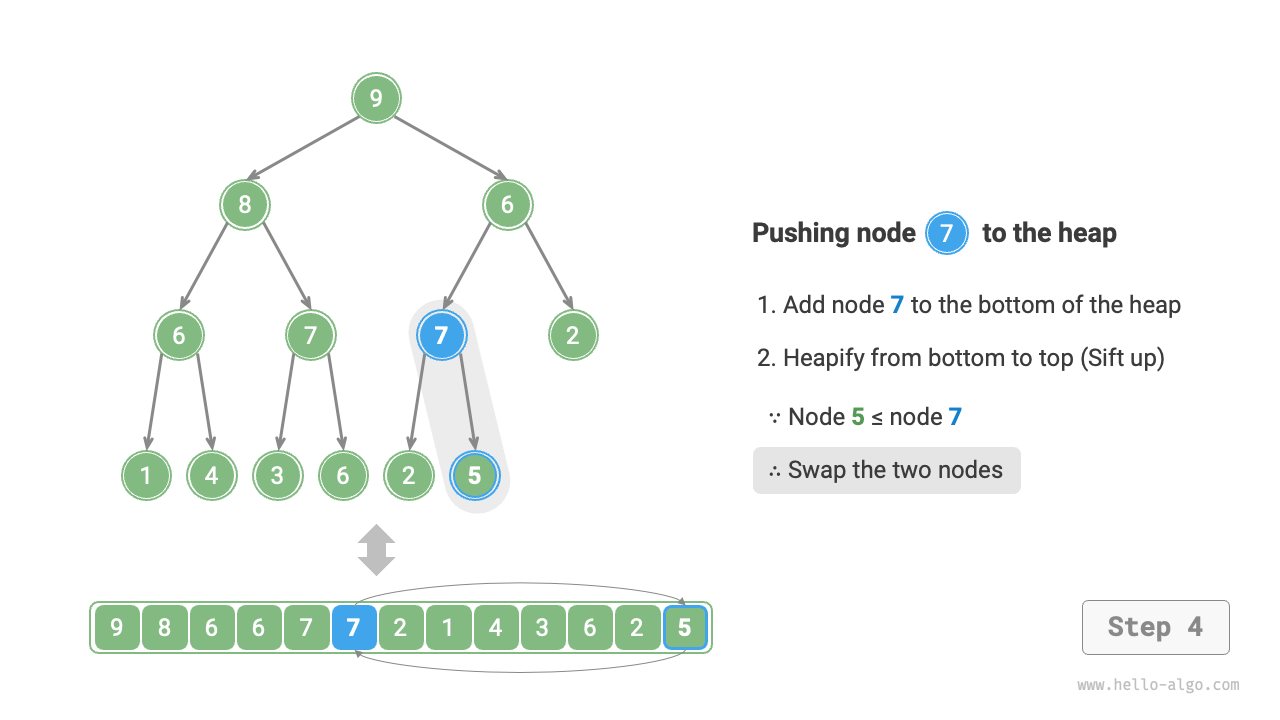 9
8 6
6 7 7 2
1 4 3 6 2 5
9 8 6 6 7 7 2 1 4 3 6 2 5
Pushing node 7 to the heap
1. Add node 7 to the bottom of the heap
2. Heapify from bottom to top (Sift up)
∵ Node 5 ≤ node 7
∴ Swap the two nodes
Step 4
www.hello-algo.com